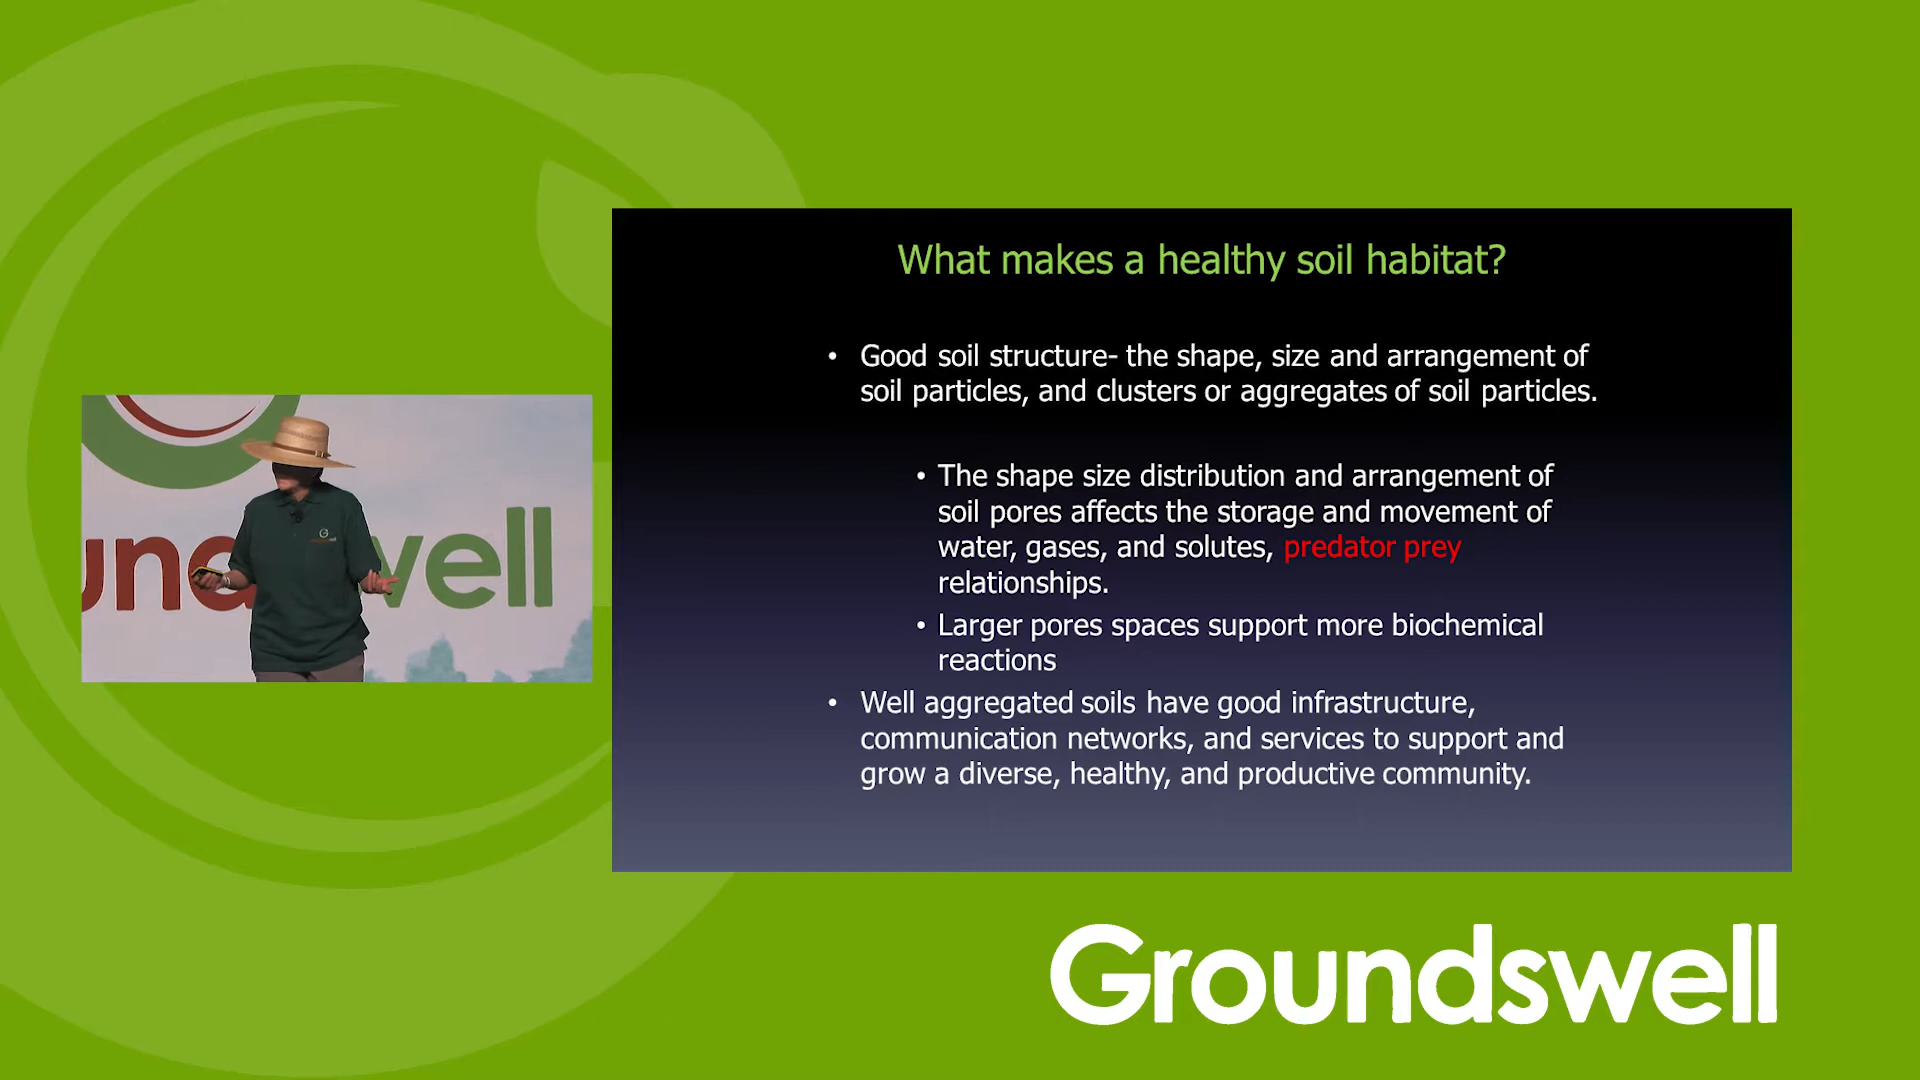 What makes a healthy soil habitat?
• Good soil structure- the shape, size and arrangement of
soil particles, and clusters or aggregates of soil particles.
• The shape size distribution and arrangement of
soil pores affects the storage and movement of
water, gases, and solutes, predator prey
relationships.
• Larger pores spaces support more biochemical
reactions
• Well aggregated soils have good infrastructure,
communication networks, and services to support and
grow a diverse, healthy, and productive community.
und well
Groundswell